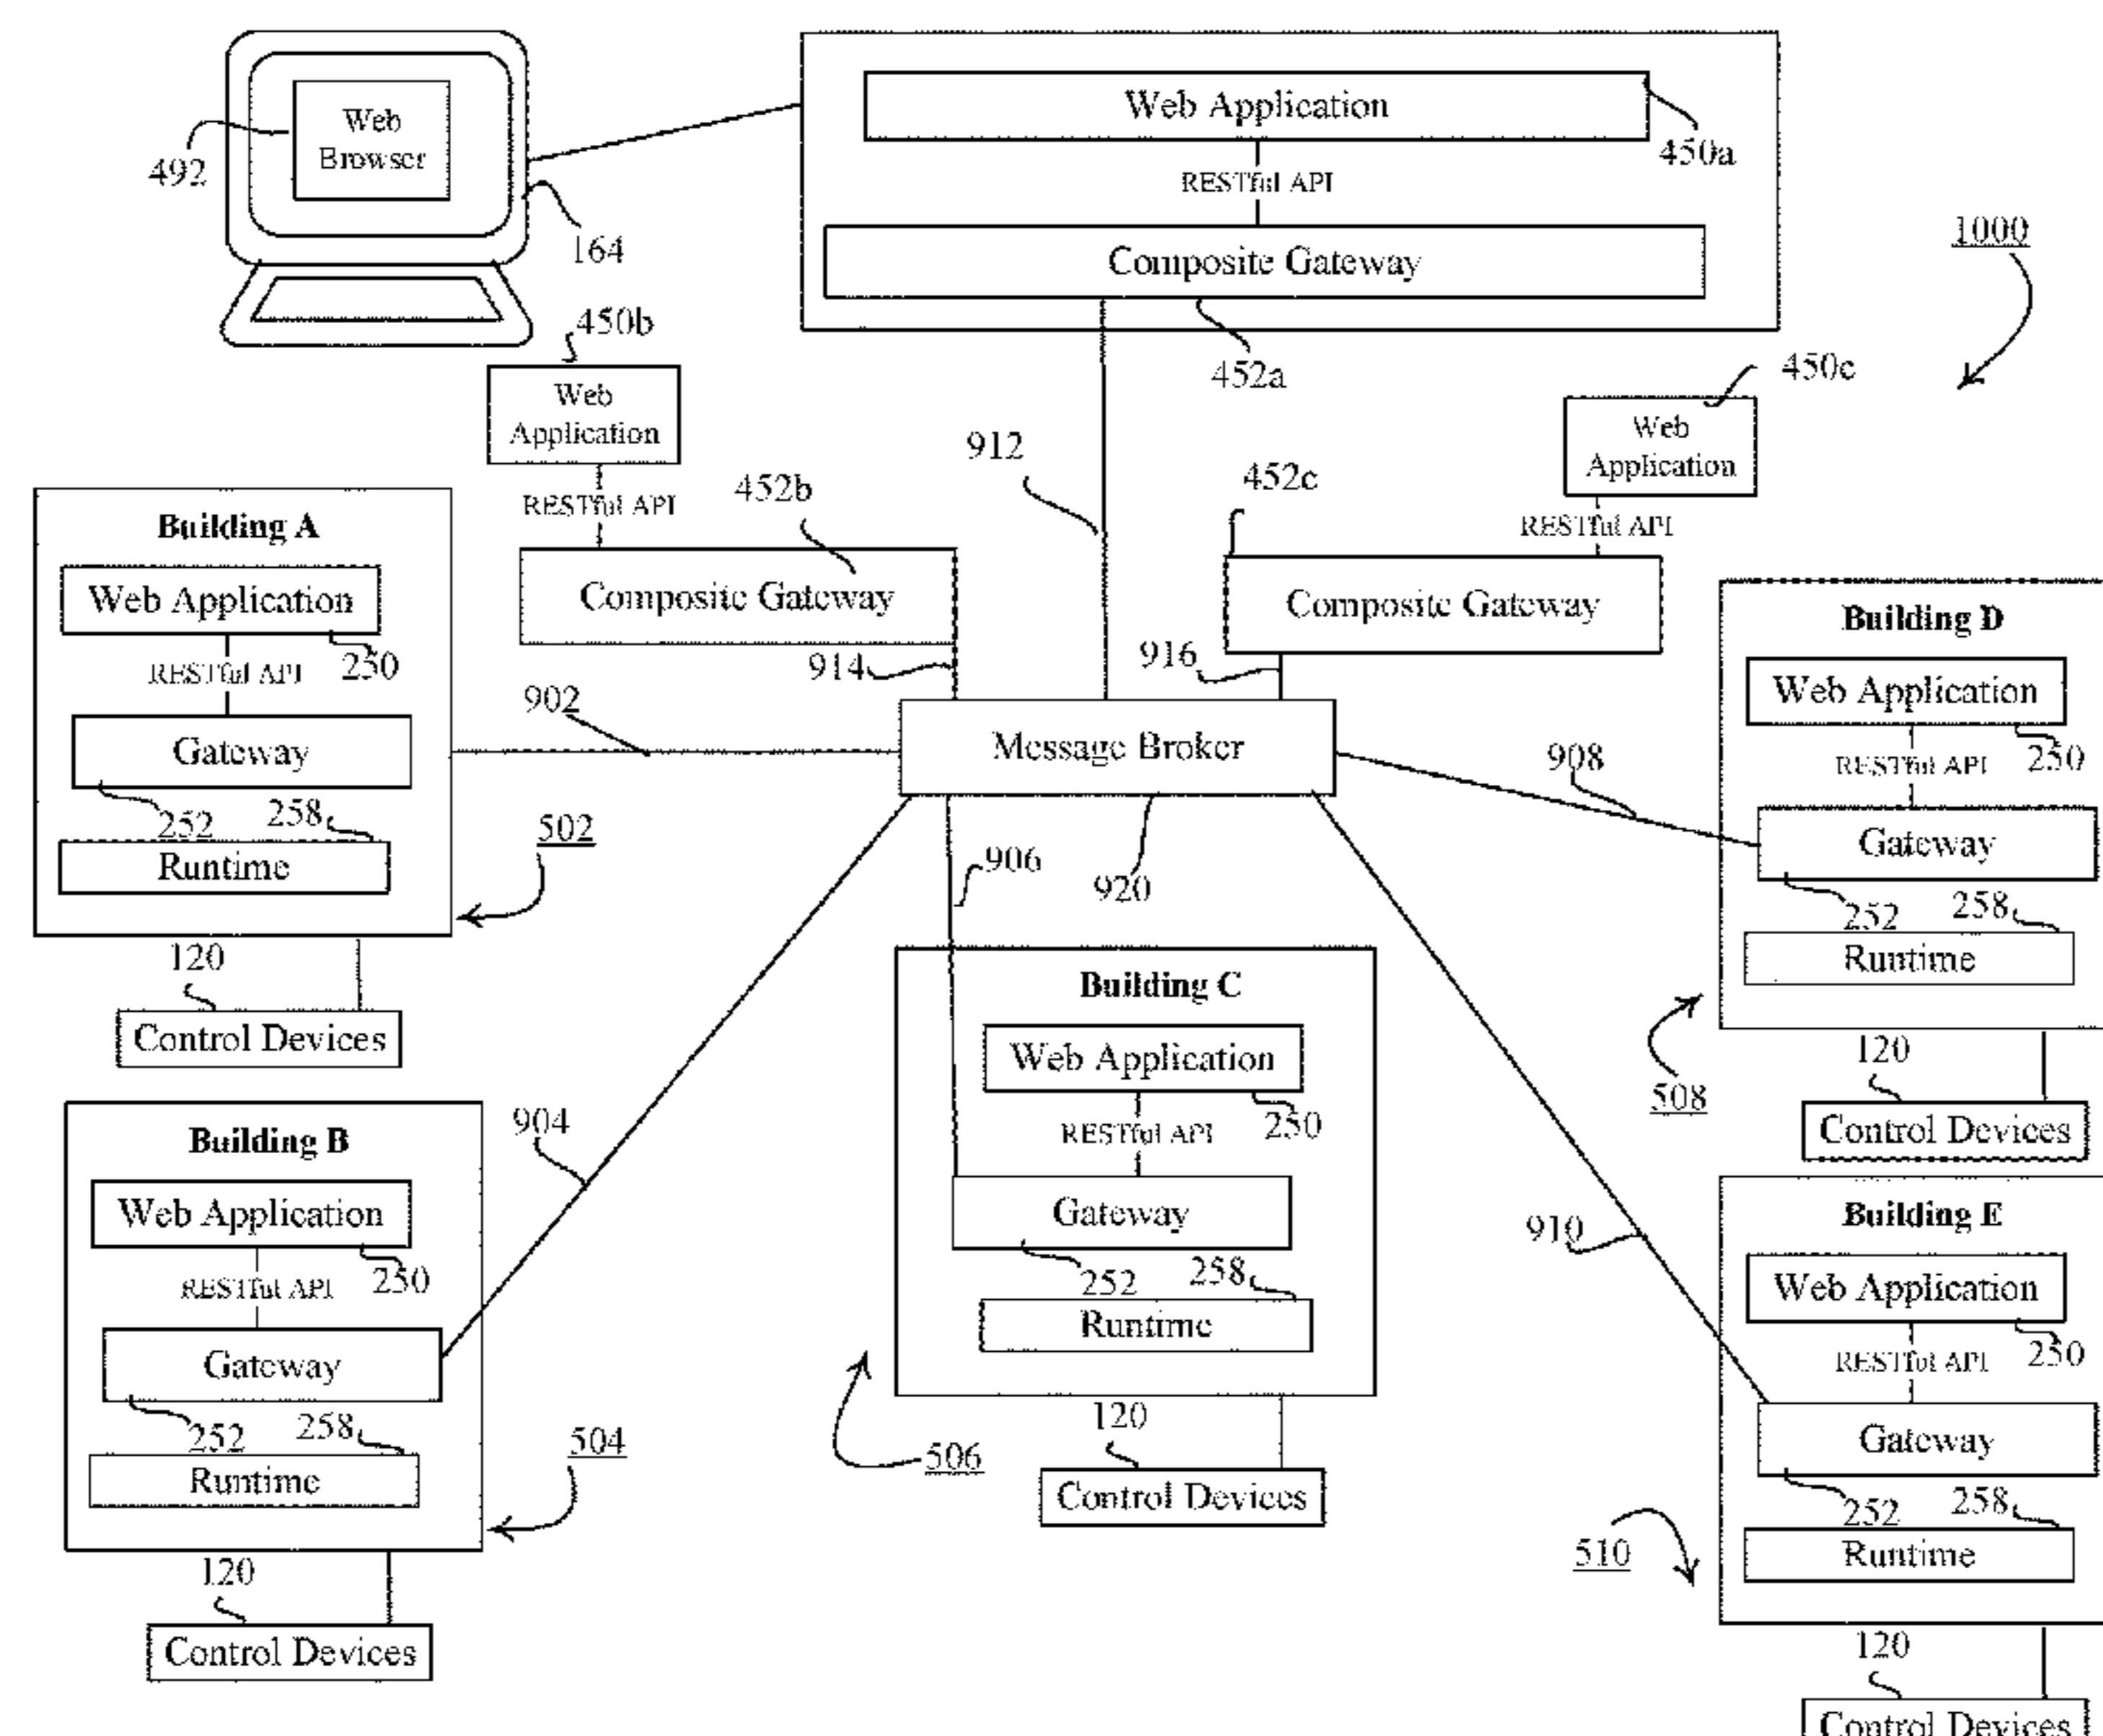 Web
Browser
492
164
Web Application
450a
RESTful API
Composite Gateway
452a
1000
450b
Web
Application
RESTful API
452b
Composite Gateway
914
912
450c
Web
Application
RESTful API
452c
Composite Gateway
916
Building A
Web Application
250
RESTful API
Gateway
252
258
Runtime
502
120
Control Devices
902
Message Broker
920
906
908
904
910
Building B
Web Application
250
RESTful API
Gateway
252
258
Runtime
504
120
Control Devices
Building C
Web Application
250
RESTful API
Gateway
252
258
Runtime
506
120
Control Devices
Building D
Web Application
250
RESTful API
Gateway
252
258
Runtime
508
120
Control Devices
Building E
Web Application
250
RESTful API
Gateway
252
258
Runtime
510
120
Control Devices